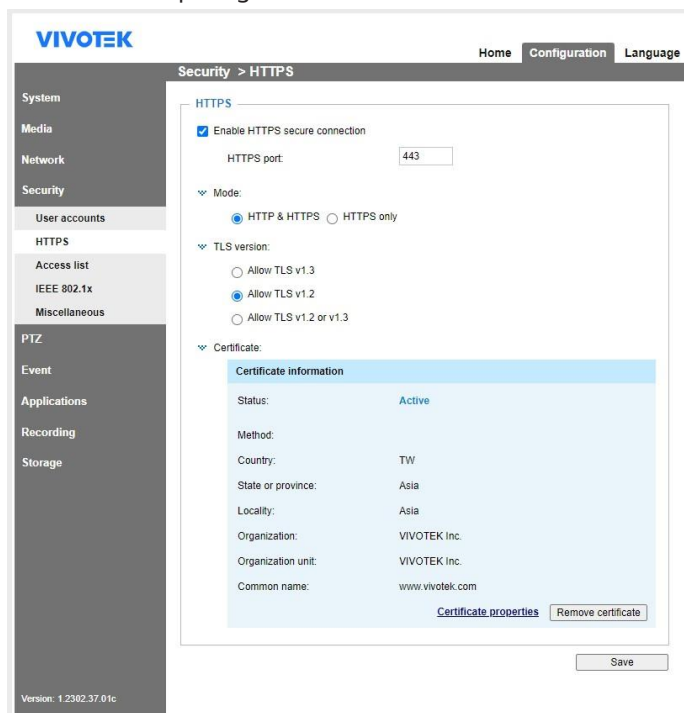 VIVOTEK
Home Configuration Language
Security > HTTPS
System
Media
Network
Security
User accounts
HTTPS
Access list
IEEE 802.1x
Miscellaneous
PTZ
Event
Applications
Recording
Storage
Version: 1.2302.37.01c
HTTPS
Enable HTTPS secure connection
HTTPS port: 443
Mode:
HTTP & HTTPS HTTPS only
TLS version:
Allow TLS v1.3
Allow TLS v1.2
Allow TLS v1.2 or v1.3
Certificate:
Certificate information
Status: Active
Method:
Country: TW
State or province: Asia
Locality: Asia
Organization: VIVOTEK Inc.
Organization unit: VIVOTEK Inc.
Common name: www.vivotek.com
Certificate properties Remove certificate
Save